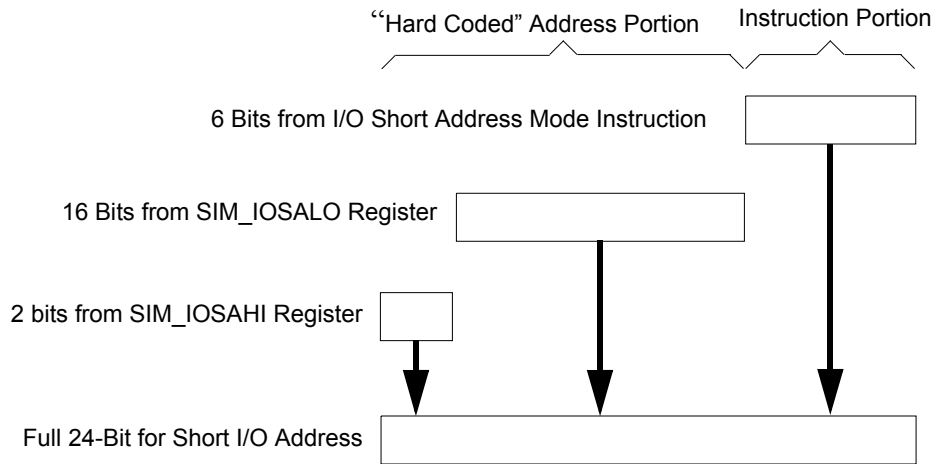 “Hard Coded” Address Portion
Instruction Portion
6 Bits from I/O Short Address Mode Instruction
16 Bits from SIM_IOSALO Register
2 bits from SIM_IOSAHI Register
Full 24-Bit for Short I/O Address